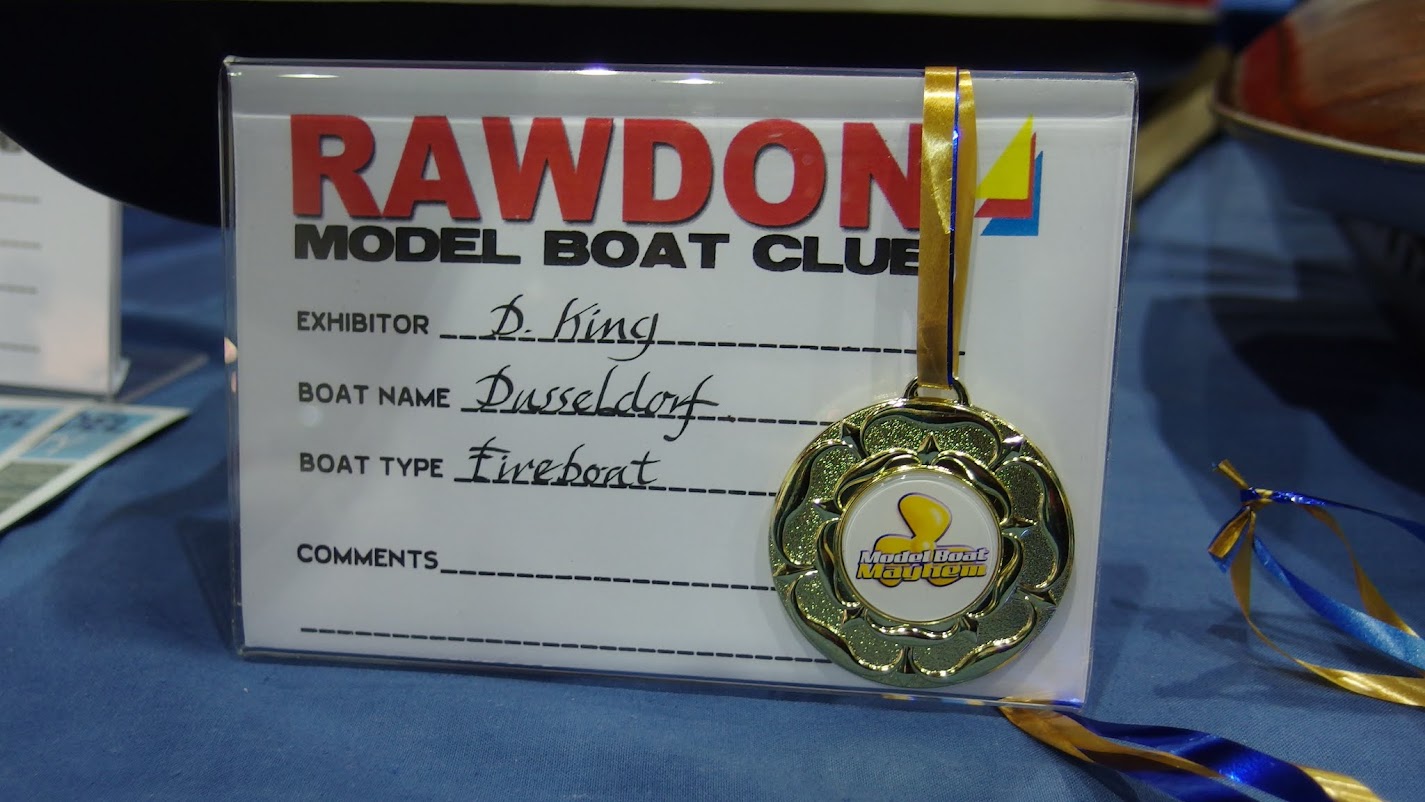 RAWDON
MODEL BOAT CLUB
EXHIBITOR D. King
BOAT NAME Dusseldorf
BOAT TYPE Fireboat
COMMENTS
Model Boat
Mayhem